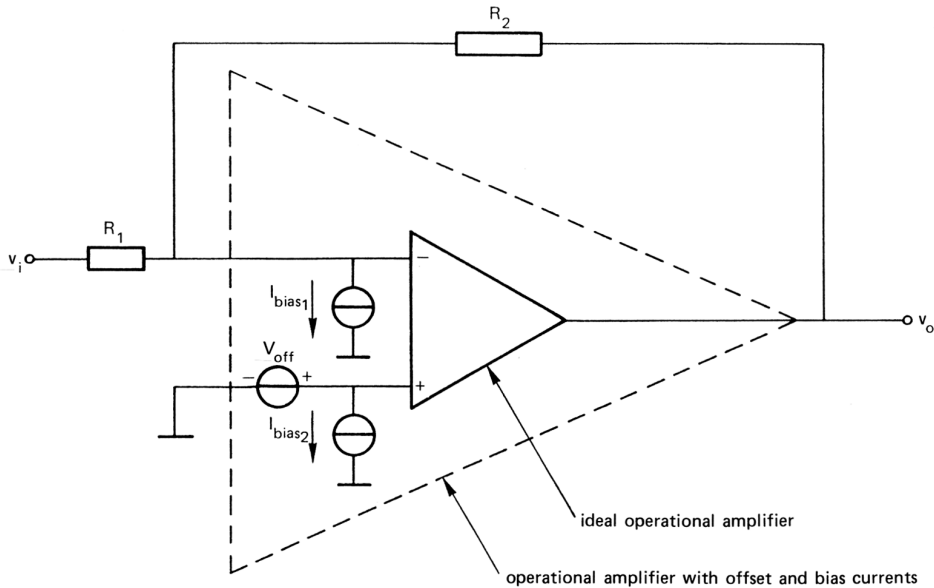 R2
R1
vi
−
Ibias1
Voff
−
+
+
Ibias2
vo
ideal operational amplifier
operational amplifier with offset and bias currents